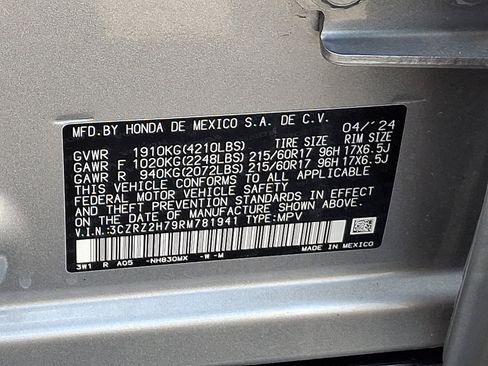 MFD.BY HONDA DE MEXICO S.A. DE C.V. 04/'24
TIRE SIZE RIM SIZE
GVWR 1910KG(4210LBS)
GAWR F 1020KG(2248LBS) 215/60R17 96H 17X6.5J
GAWR R 940KG(2072LBS) 215/60R17 96H 17X6.5J
THIS VEHICLE CONFORMS TO ALL APPLICABLE
FEDERAL MOTOR VEHICLE SAFETY
AND THEFT PREVENTION STANDARDS IN EFFECT
ON THE DATE OF MANUFACTURE SHOWN ABOVE.
V.I.N.:3CZRZ2H79RM781941 TYPE:MPV
MADE IN MEXICO
3W1 R A05 -NH830MX -W -M